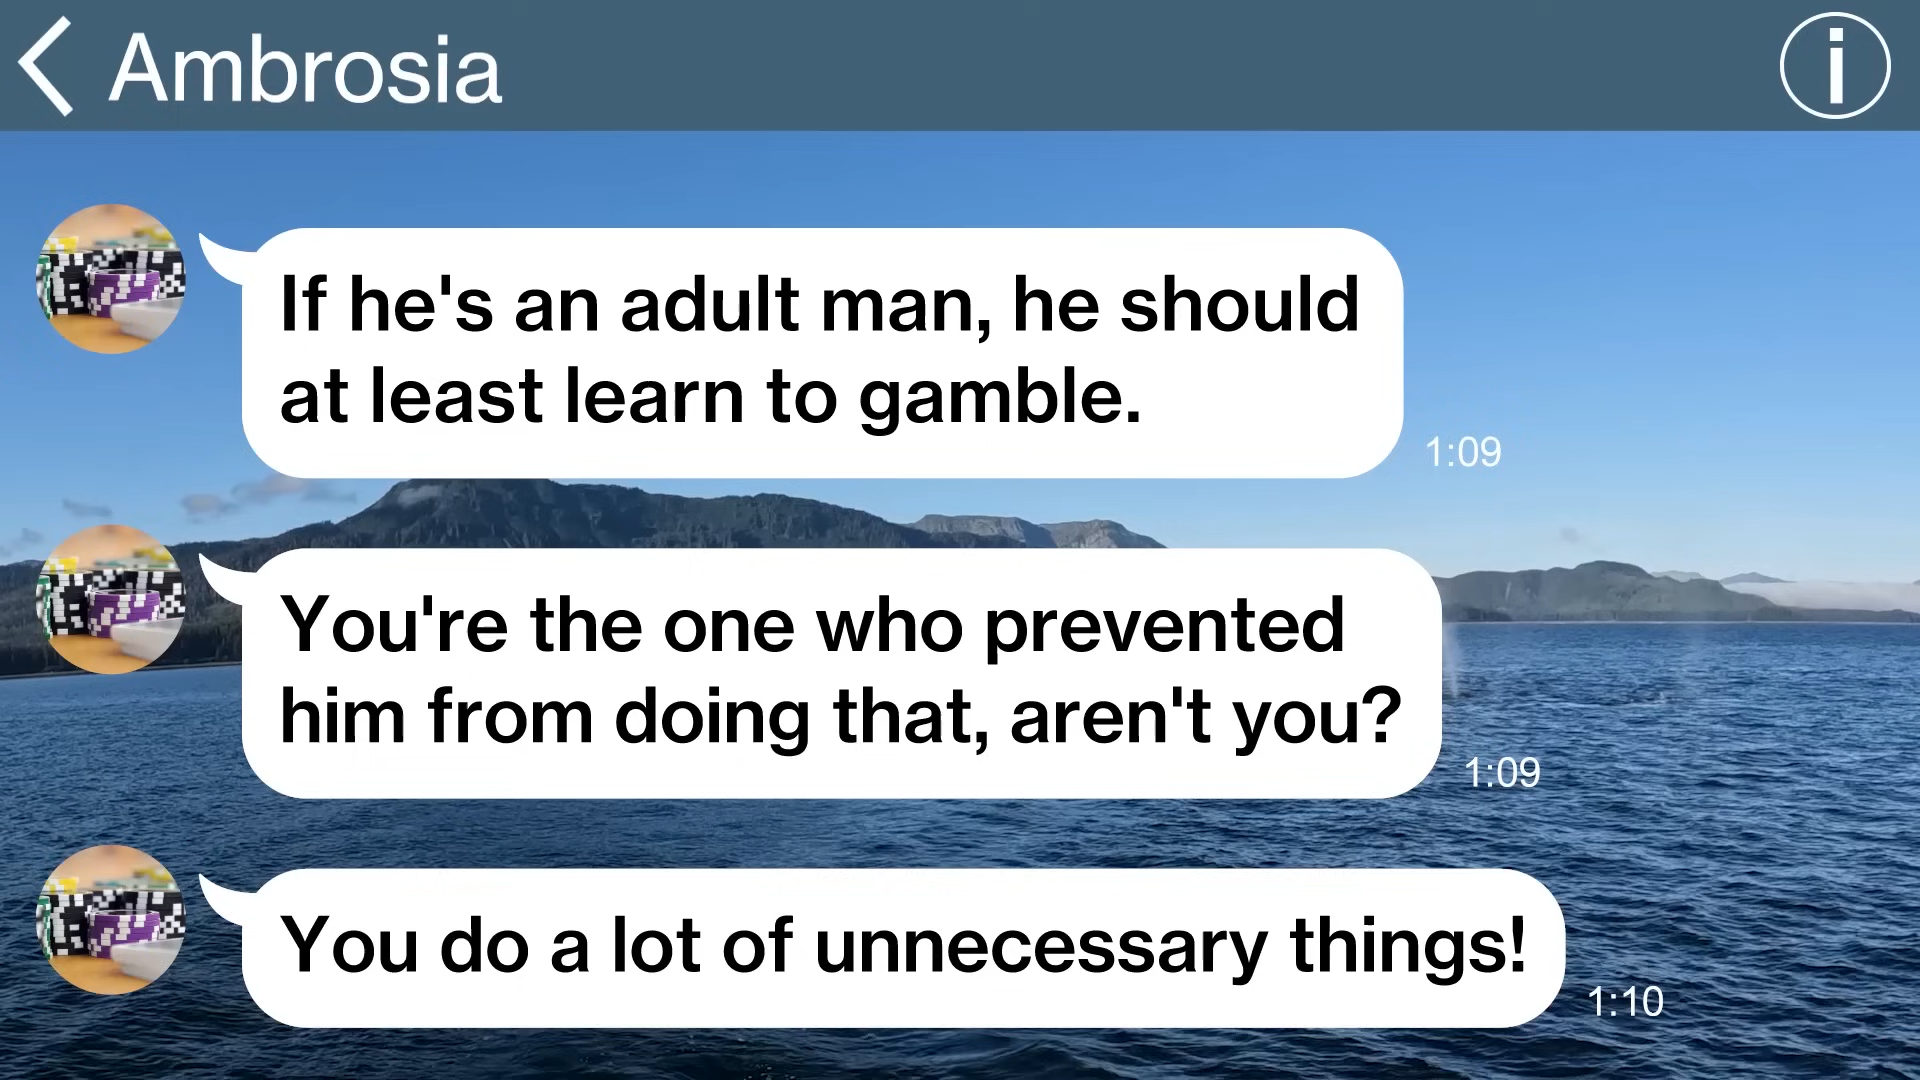 Ambrosia
If he's an adult man, he should
at least learn to gamble.
1:09
You're the one who prevented
him from doing that, aren't you?
1:09
You do a lot of unnecessary things!
1:10